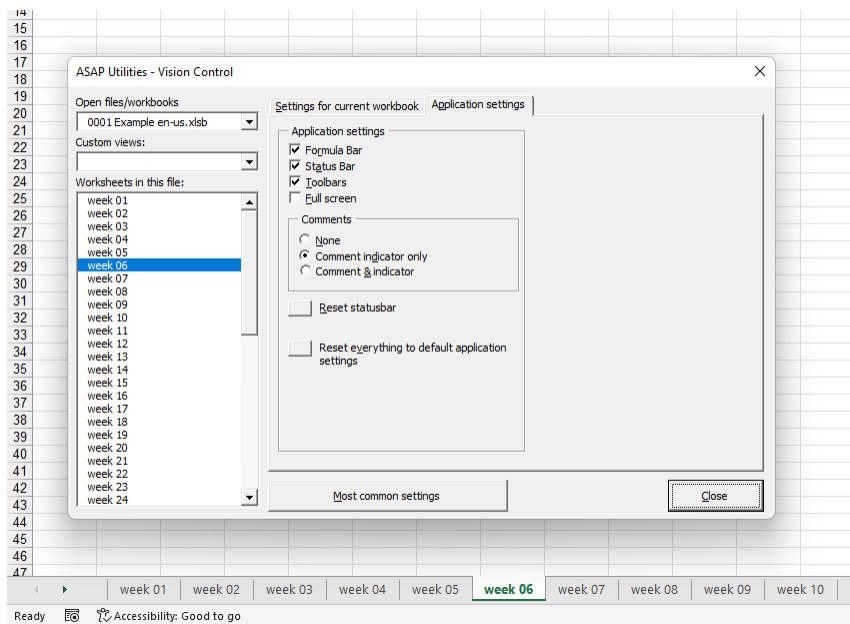 14
15
16
17
18
19
20
21
22
23
24
25
26
27
28
29
30
31
32
33
34
35
36
37
38
39
40
41
42
43
44
45
46
47
ASAP Utilities - Vision Control
Open files/workbooks
0001 Example en-us.xlsb
Custom views:
Worksheets in this file:
week 01
week 02
week 03
week 04
week 05
week 06
week 07
week 08
week 09
week 10
week 11
week 12
week 13
week 14
week 15
week 16
week 17
week 18
week 19
week 20
week 21
week 22
week 23
week 24
Settings for current workbook Application settings
Application settings
Formula Bar
Status Bar
Toolbars
Full screen
Comments
None
Comment indicator only
Comment & indicator
Reset statusbar
Reset everything to default application
settings
Most common settings Close
week 01 week 02 week 03 week 04 week 05 week 06 week 07 week 08 week 09 week 10
Ready Accessibility: Good to go